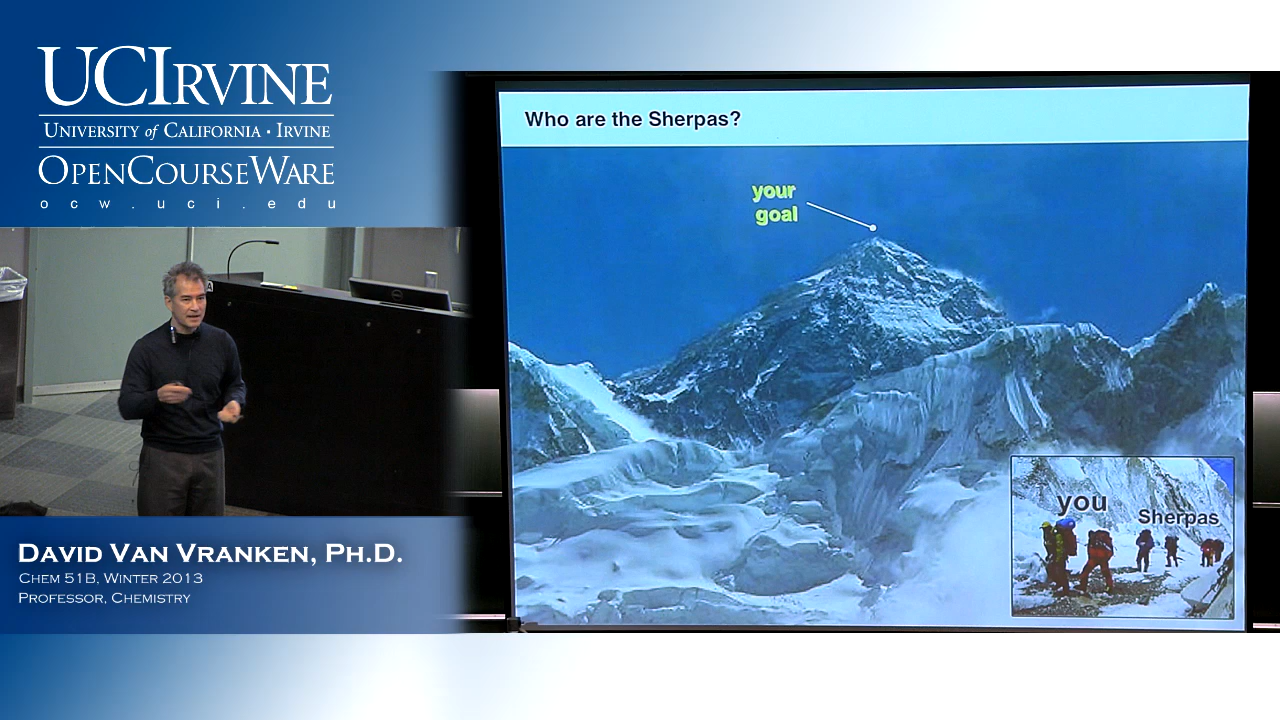 UCIRVINE
UNIVERSITY of CALIFORNIA · IRVINE
OPENCOURSEWARE
ocw.uci.edu
DAVID VAN VRANKEN, PH.D.
CHEM 51B, WINTER 2013
PROFESSOR, CHEMISTRY
Who are the Sherpas?
your
goal
you
Sherpas